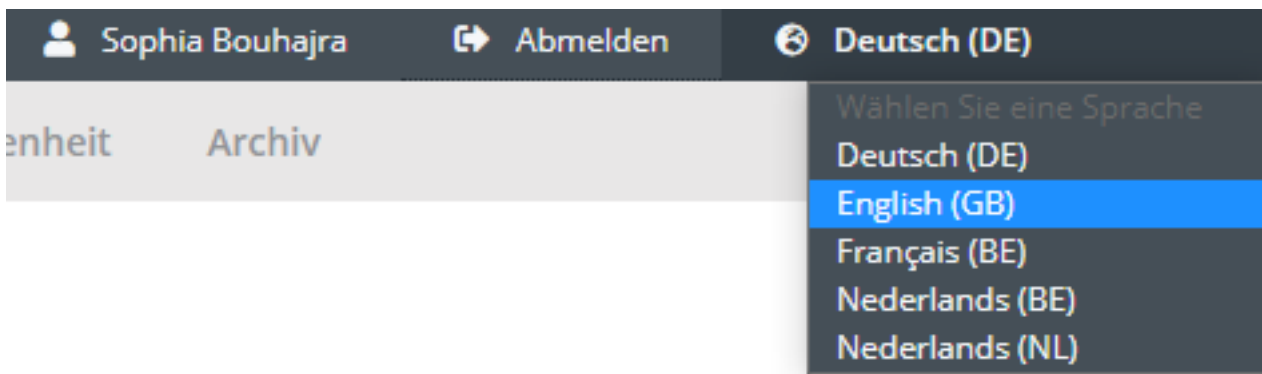 Sophia Bouhajra Abmelden Deutsch (DE)
enheit Archiv
Wählen Sie eine Sprache
Deutsch (DE)
English (GB)
Français (BE)
Nederlands (BE)
Nederlands (NL)